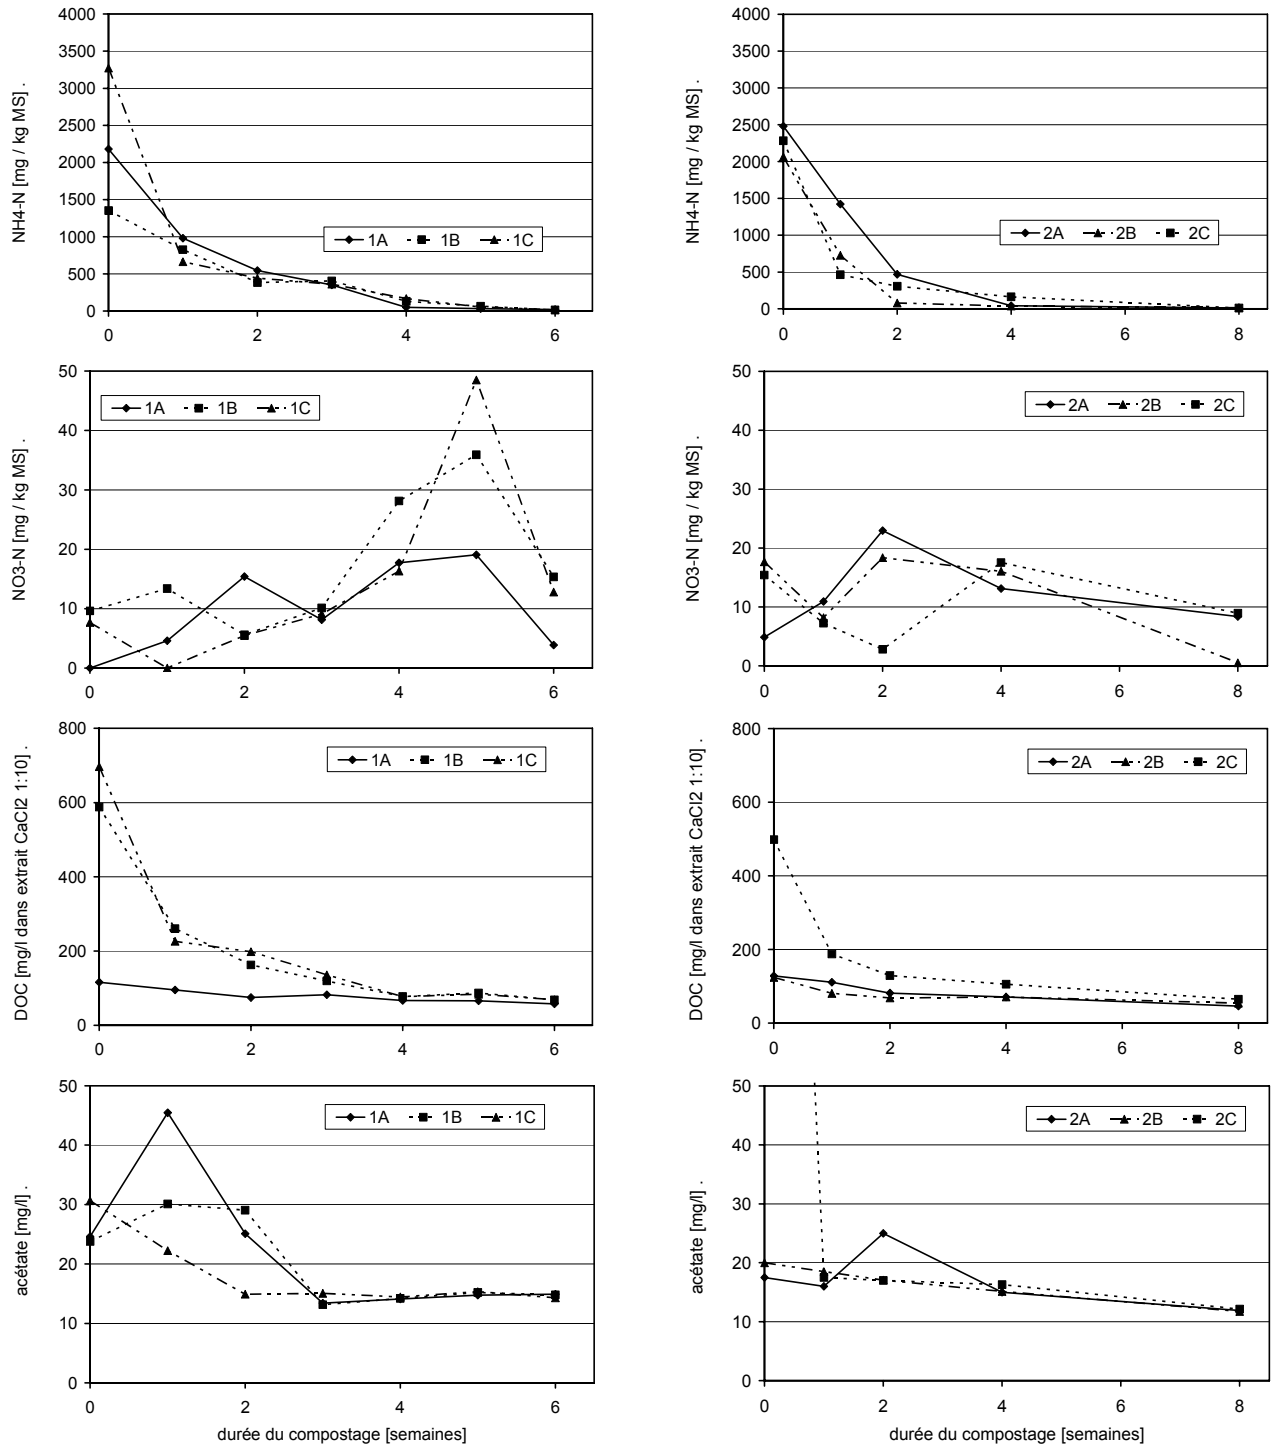 4000
3500
3000
2500
2000
1500
1000
500
0
NH4-N [mg / kg MS] .
1A 1B 1C
0 2 4 6
4000
3500
3000
2500
2000
1500
1000
500
0
NH4-N [mg / kg MS] .
2A 2B 2C
0 2 4 6 8
50
40
30
20
10
0
NO3-N [mg / kg MS] .
1A 1B 1C
0 2 4 6
50
40
30
20
10
0
NO3-N [mg / kg MS] .
2A 2B 2C
0 2 4 6 8
800
600
400
200
0
DOC [mg/l dans extrait CaCl2 1:10] .
1A 1B 1C
0 2 4 6
800
600
400
200
0
DOC [mg/l dans extrait CaCl2 1:10] .
2A 2B 2C
0 2 4 6 8
50
40
30
20
10
0
acétate [mg/l] .
1A 1B 1C
0 2 4 6
durée du compostage [semaines]
50
40
30
20
10
0
acétate [mg/l] .
2A 2B 2C
0 2 4 6 8
durée du compostage [semaines]